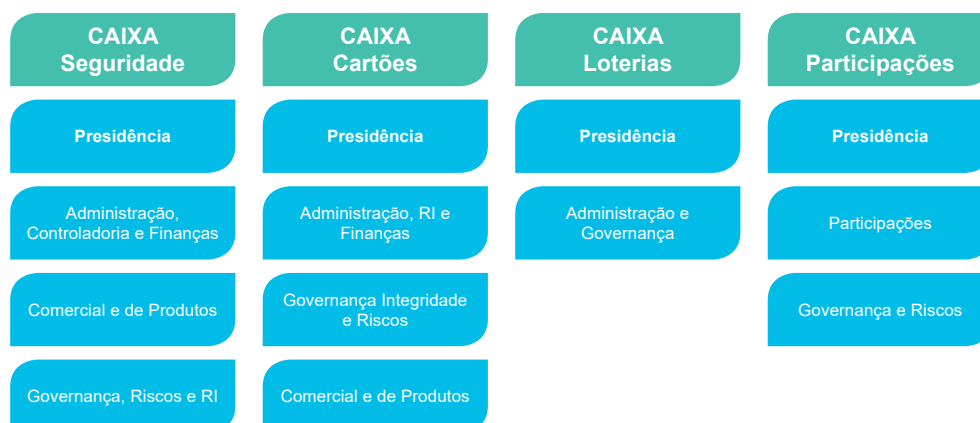 CAIXA
Seguridade
CAIXA
Cartões
CAIXA
Loterias
CAIXA
Participações
Presidência
Presidência
Presidência
Presidência
Administração,
Controladoria e Finanças
Administração, RI e
Finanças
Administração e
Governança
Participações
Comercial e de Produtos
Governança Integridade
e Riscos
Governança e Riscos
Governança, Riscos e RI
Comercial e de Produtos